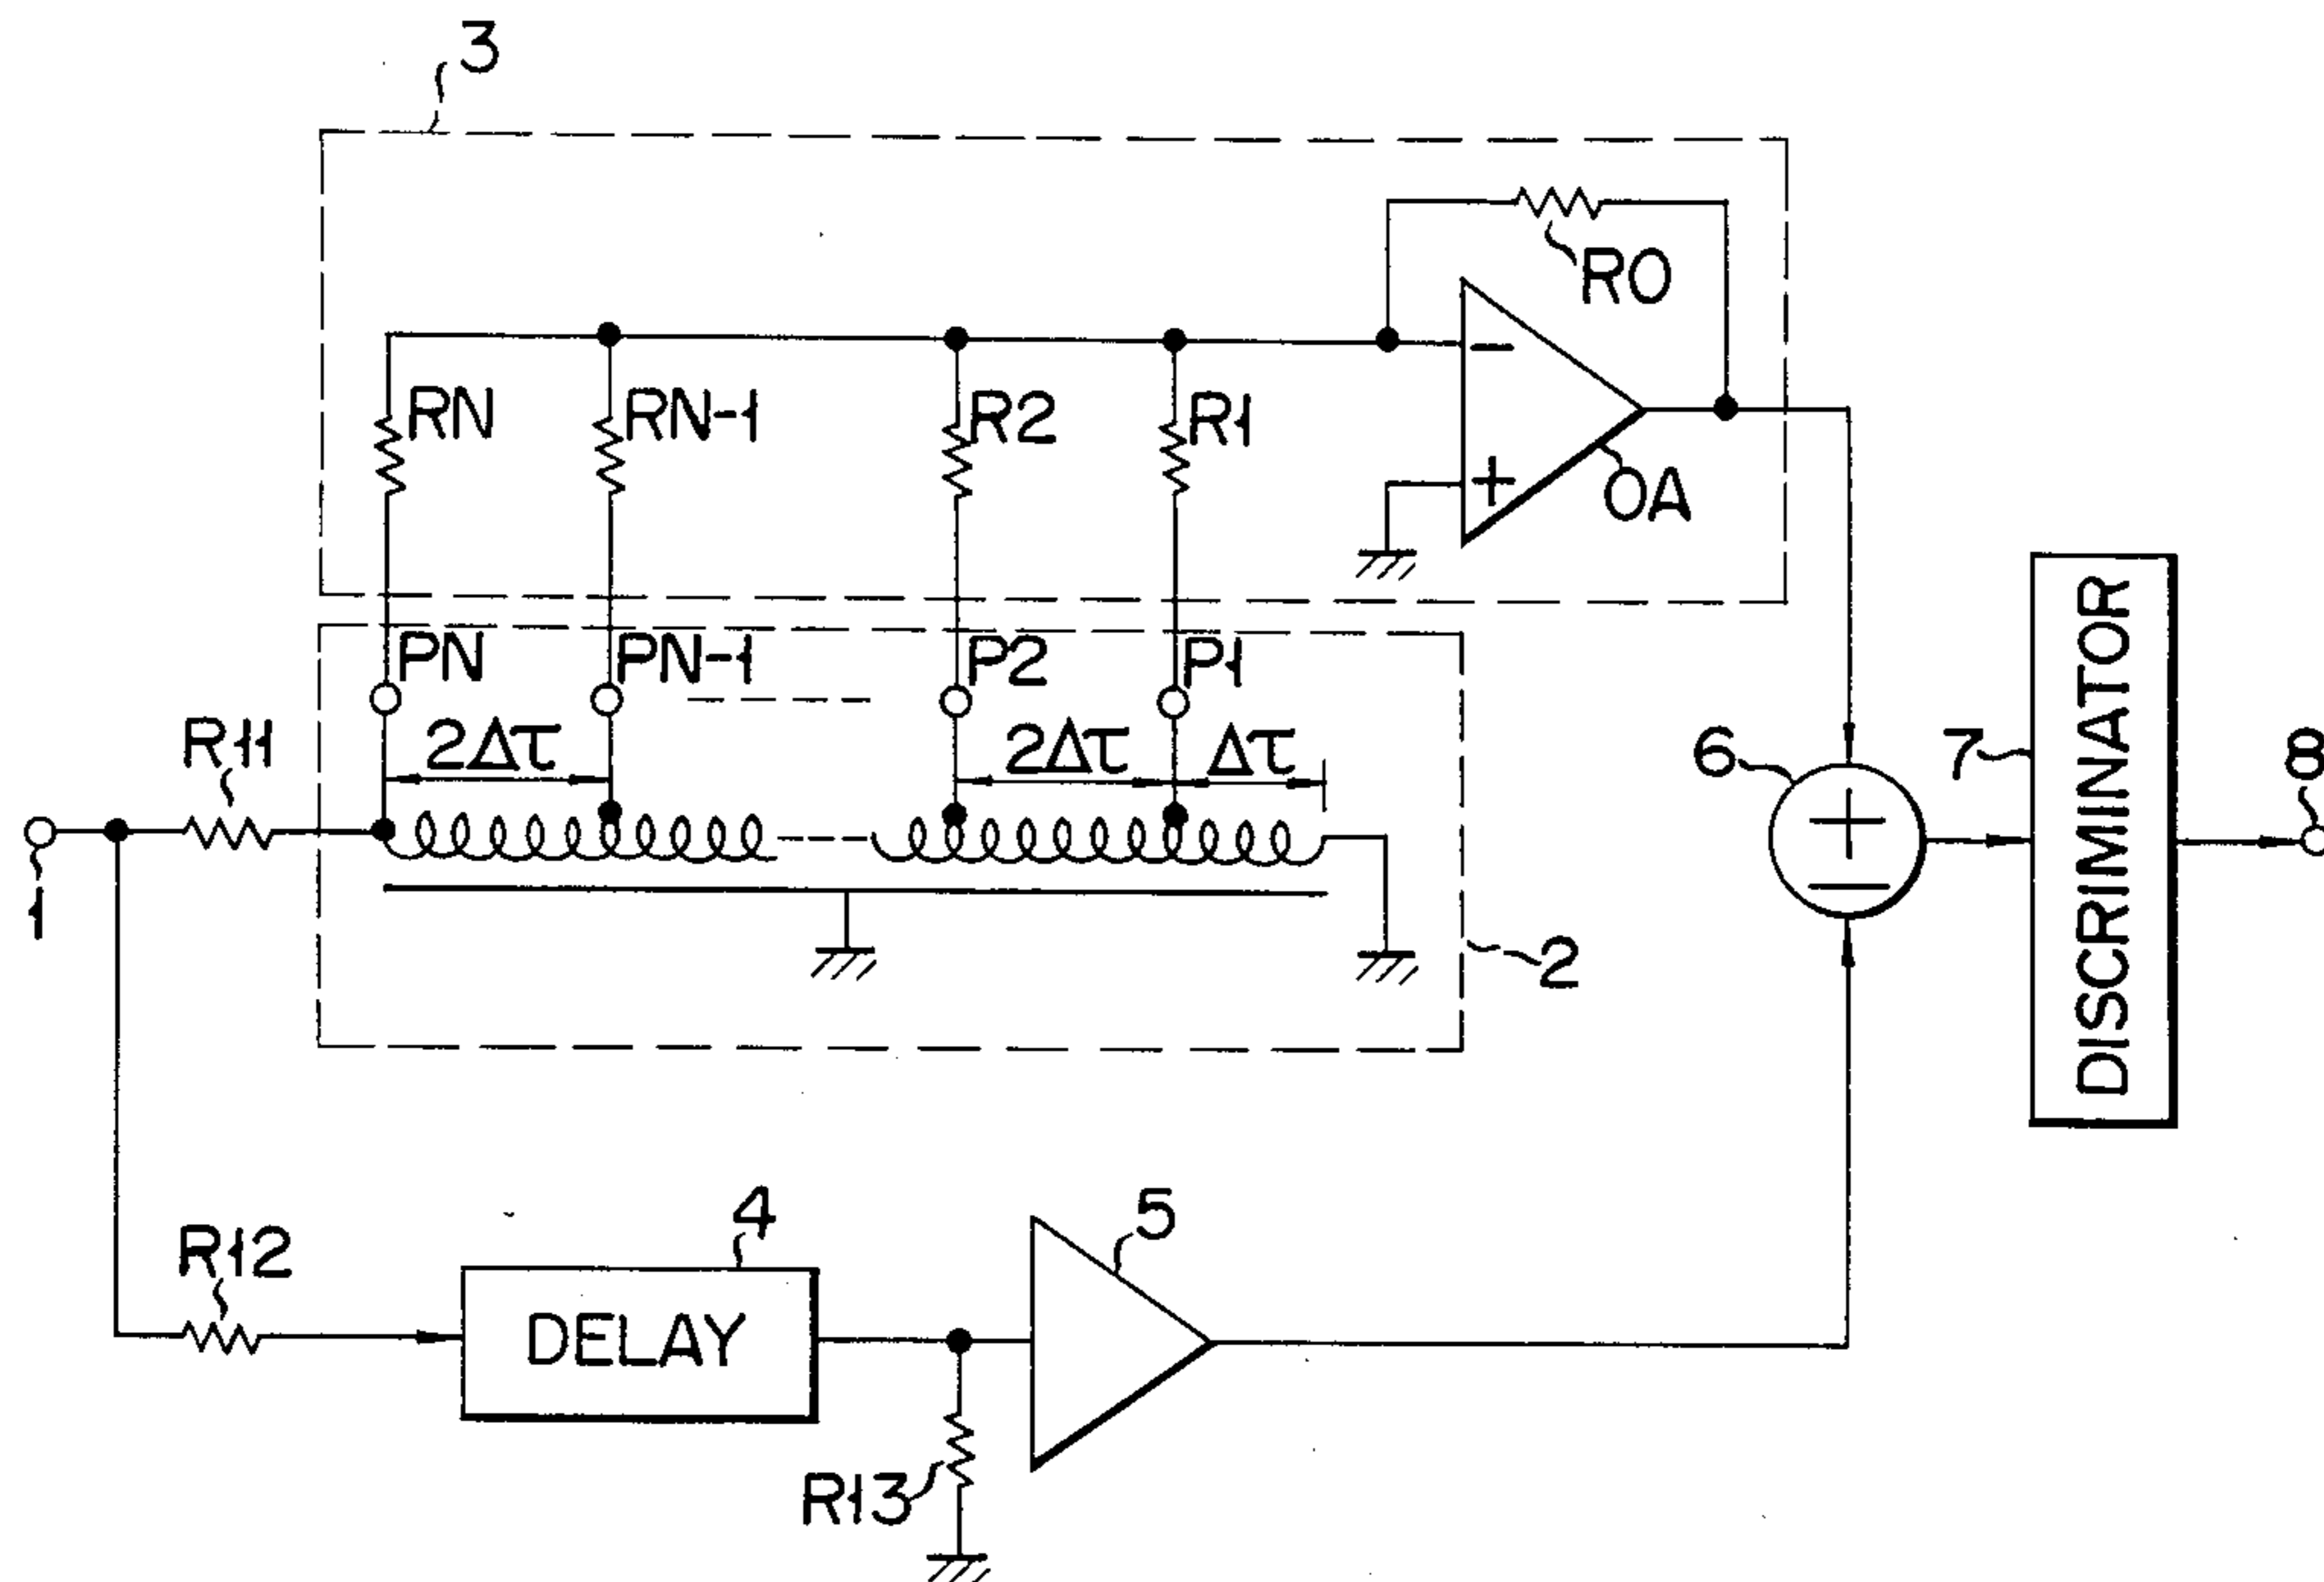 3
R0
RN
RN-1
R2
R1
−
+
OA
PN
PN-1
P2
P1
R11
2Δτ
2Δτ
Δτ
6
+
−
7
DISCRIMINATOR
8
1
2
R12
4
DELAY
5
R13